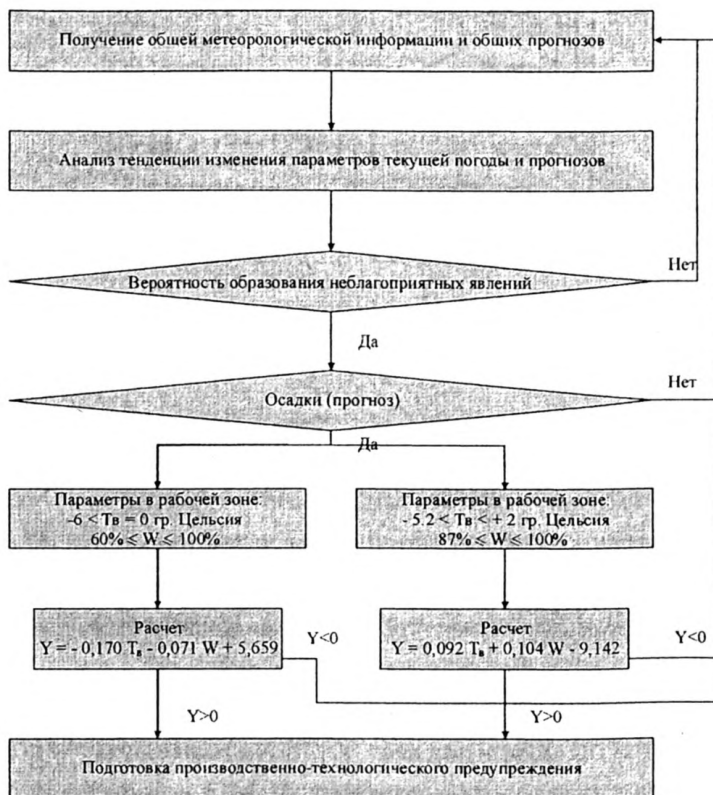 Получение общей метеорологической информации и общих прогнозов
Анализ тенденции изменения параметров текущей погоды и прогнозов
Нет
Вероятность образования неблагоприятных явлений
Да
Нет
Осадки (прогноз)
Да
Параметры в рабочей зоне:
-6 < Тв = 0 гр. Цельсия
60% ⩽ W ⩽ 100%
Параметры в рабочей зоне:
- 5.2 < Тв < + 2 гр. Цельсия
87% ⩽ W ⩽ 100%
Расчет
Y = - 0,170 Тв - 0,071 W + 5,659
Y<0
Расчет
Y = 0,092 Тв + 0,104 W - 9,142
Y<0
Y>0
Y>0
Подготовка производственно-технологического предупреждения